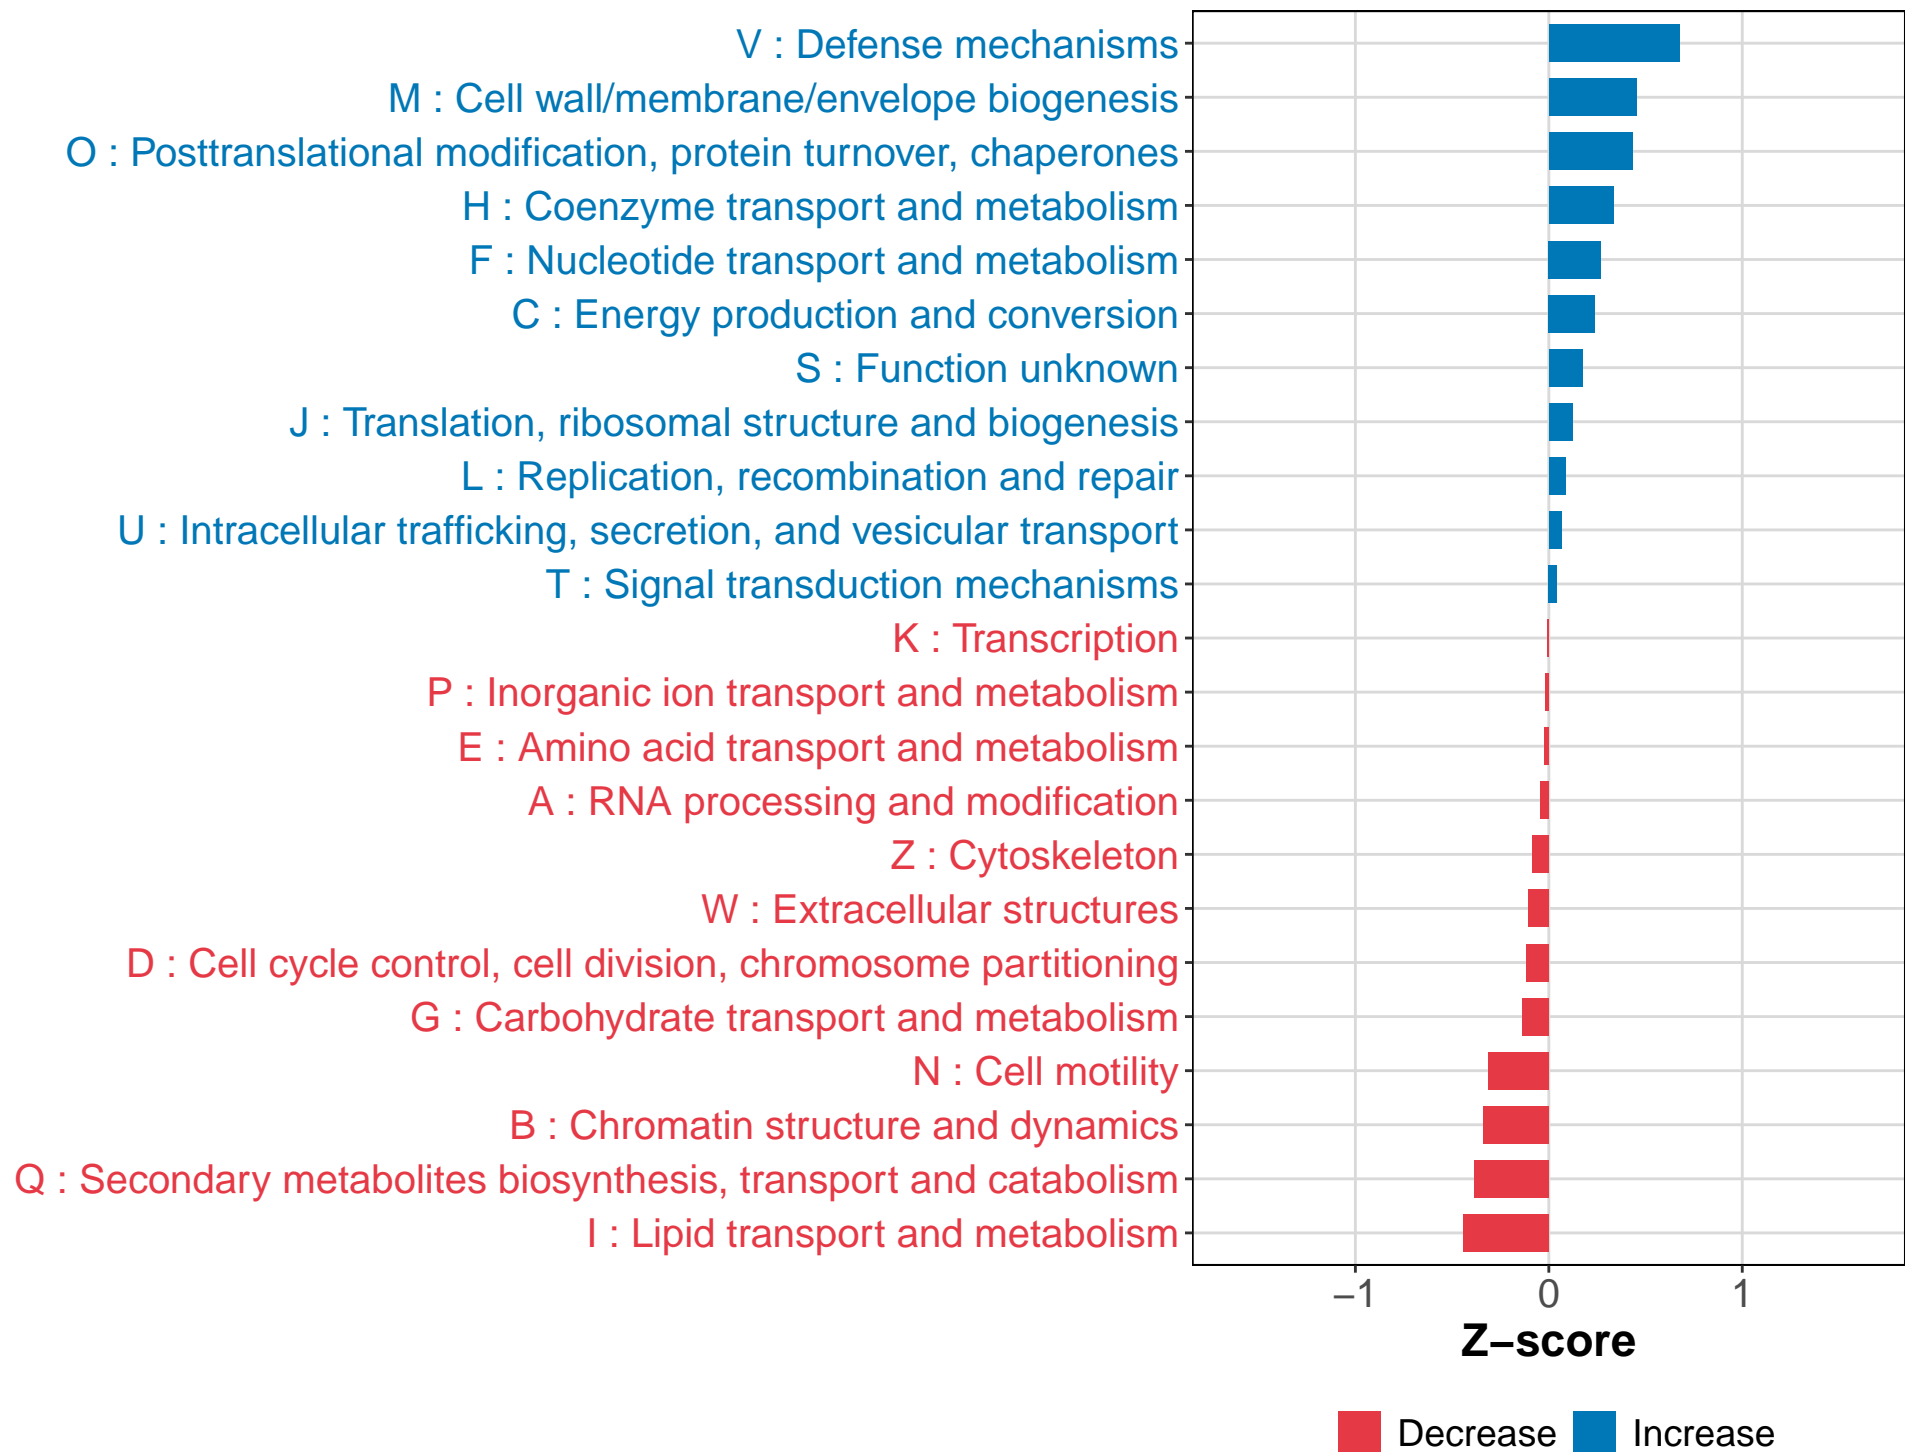 V : Defense mechanisms
M : Cell wall/membrane/envelope biogenesis
O : Posttranslational modification, protein turnover, chaperones
H : Coenzyme transport and metabolism
F : Nucleotide transport and metabolism
C : Energy production and conversion
S : Function unknown
J : Translation, ribosomal structure and biogenesis
L : Replication, recombination and repair
U : Intracellular trafficking, secretion, and vesicular transport
T : Signal transduction mechanisms
K : Transcription
P : Inorganic ion transport and metabolism
E : Amino acid transport and metabolism
A : RNA processing and modification
Z : Cytoskeleton
W : Extracellular structures
D : Cell cycle control, cell division, chromosome partitioning
G : Carbohydrate transport and metabolism
N : Cell motility
B : Chromatin structure and dynamics
Q : Secondary metabolites biosynthesis, transport and catabolism
I : Lipid transport and metabolism
−1 0 1
Z−score
Decrease Increase